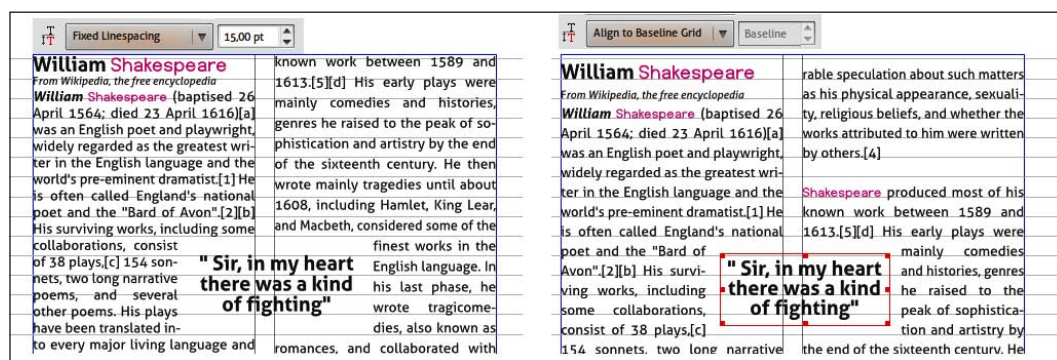 Fixed Linespacing
15,00 pt
William Shakespeare
From Wikipedia, the free encyclopedia
William Shakespeare (baptised 26
April 1564; died 23 April 1616)[a]
was an English poet and playwright,
widely regarded as the greatest wri-
ter in the English language and the
world's pre-eminent dramatist.[1] He
is often called England's national
poet and the "Bard of Avon".[2][b]
His surviving works, including some
collaborations, consist
of 38 plays,[c] 154 son-
nets, two long narrative
poems, and several
other poems. His plays
have been translated in-
to every major living language and
" Sir, in my heart
there was a kind
of fighting"
known work between 1589 and
1613.[5][d] His early plays were
mainly comedies and histories,
genres he raised to the peak of so-
phistication and artistry by the end
of the sixteenth century. He then
wrote mainly tragedies until about
1608, including Hamlet, King Lear,
and Macbeth, considered some of the
finest works in the
English language. In
his last phase, he
wrote tragicome-
dies, also known as
romances, and collaborated with
Align to Baseline Grid
Baseline
William Shakespeare
From Wikipedia, the free encyclopedia
William Shakespeare (baptised 26
April 1564; died 23 April 1616)[a]
was an English poet and playwright,
widely regarded as the greatest wri-
ter in the English language and the
world's pre-eminent dramatist.[1] He
is often called England's national
poet and the "Bard of
Avon".[2][b] His survi-
ving works, including
some collaborations,
consist of 38 plays,[c]
154 sonnets, two long narrative
" Sir, in my heart
there was a kind
of fighting"
rable speculation about such matters
as his physical appearance, sexuali-
ty, religious beliefs, and whether the
works attributed to him were written
by others.[4]
Shakespeare produced most of his
known work between 1589 and
1613.[5][d] His early plays were
mainly comedies
and histories, genres
he raised to the
peak of sophistica-
tion and artistry by
the end of the sixteenth century. He